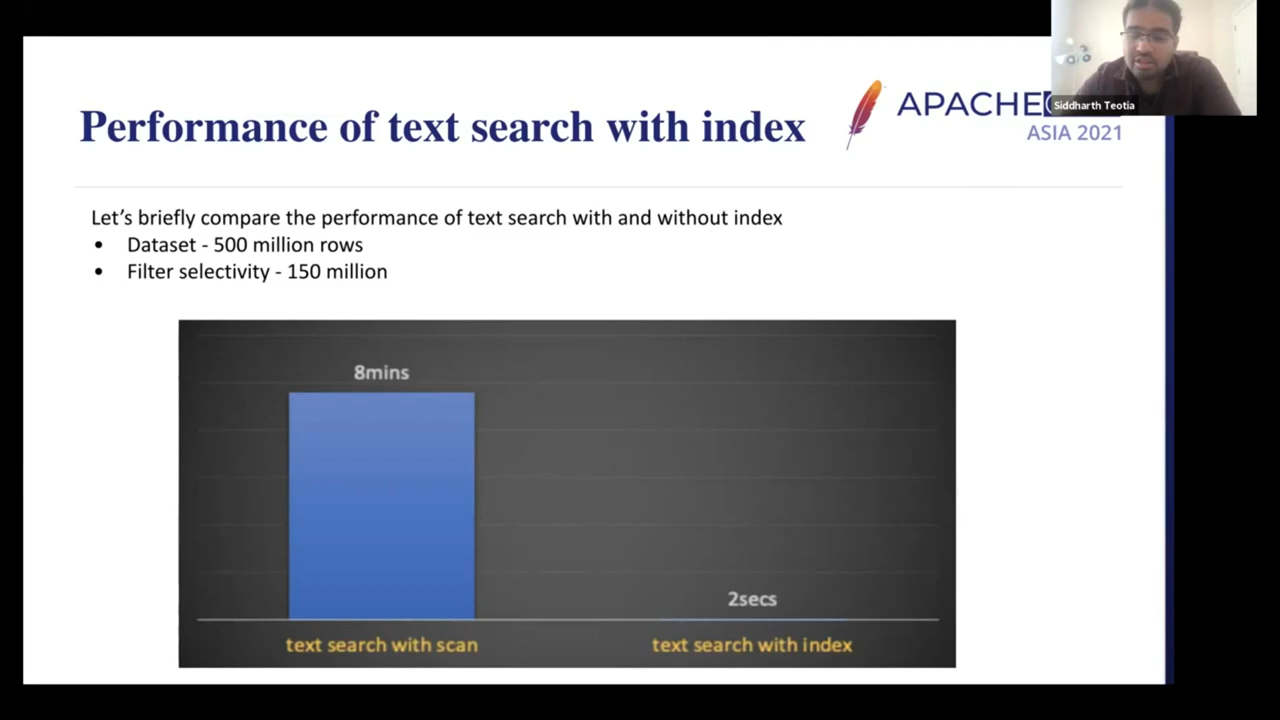 Siddharth Teotia
APACHE
ASIA 2021
Performance of text search with index
Let’s briefly compare the performance of text search with and without index
• Dataset - 500 million rows
• Filter selectivity - 150 million
8mins
2secs
text search with scan
text search with index